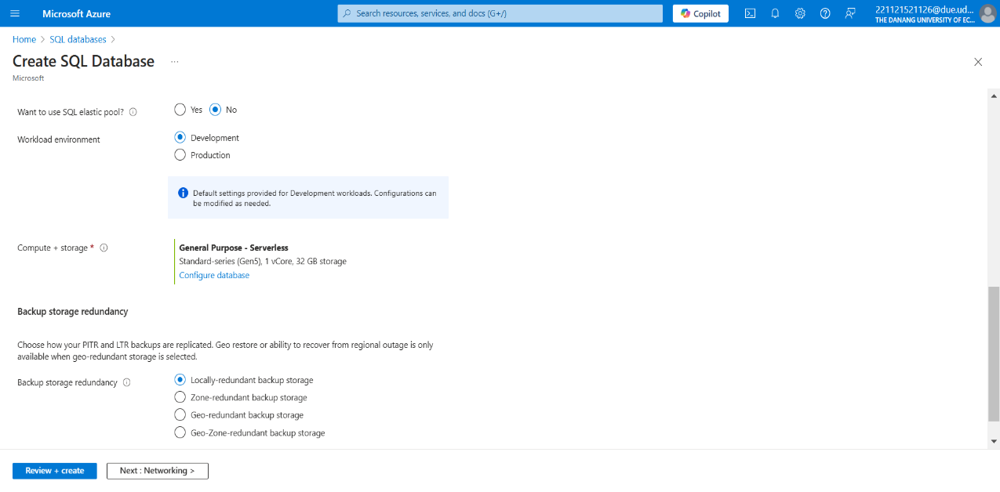 Microsoft Azure
Search resources, services, and docs (G+/)
Copilot
221121521126@due.ud...
THE DANANG UNIVERSITY OF EC...
Home > SQL databases >
Create SQL Database ...
Microsoft
Want to use SQL elastic pool?
Yes No
Workload environment
Development
Production
Default settings provided for Development workloads. Configurations can
be modified as needed.
Compute + storage *
General Purpose - Serverless
Standard-series (Gen5), 1 vCore, 32 GB storage
Configure database
Backup storage redundancy
Choose how your PITR and LTR backups are replicated. Geo restore or ability to recover from regional outage is only
available when geo-redundant storage is selected.
Backup storage redundancy
Locally-redundant backup storage
Zone-redundant backup storage
Geo-redundant backup storage
Geo-Zone-redundant backup storage
Review + create
Next : Networking >